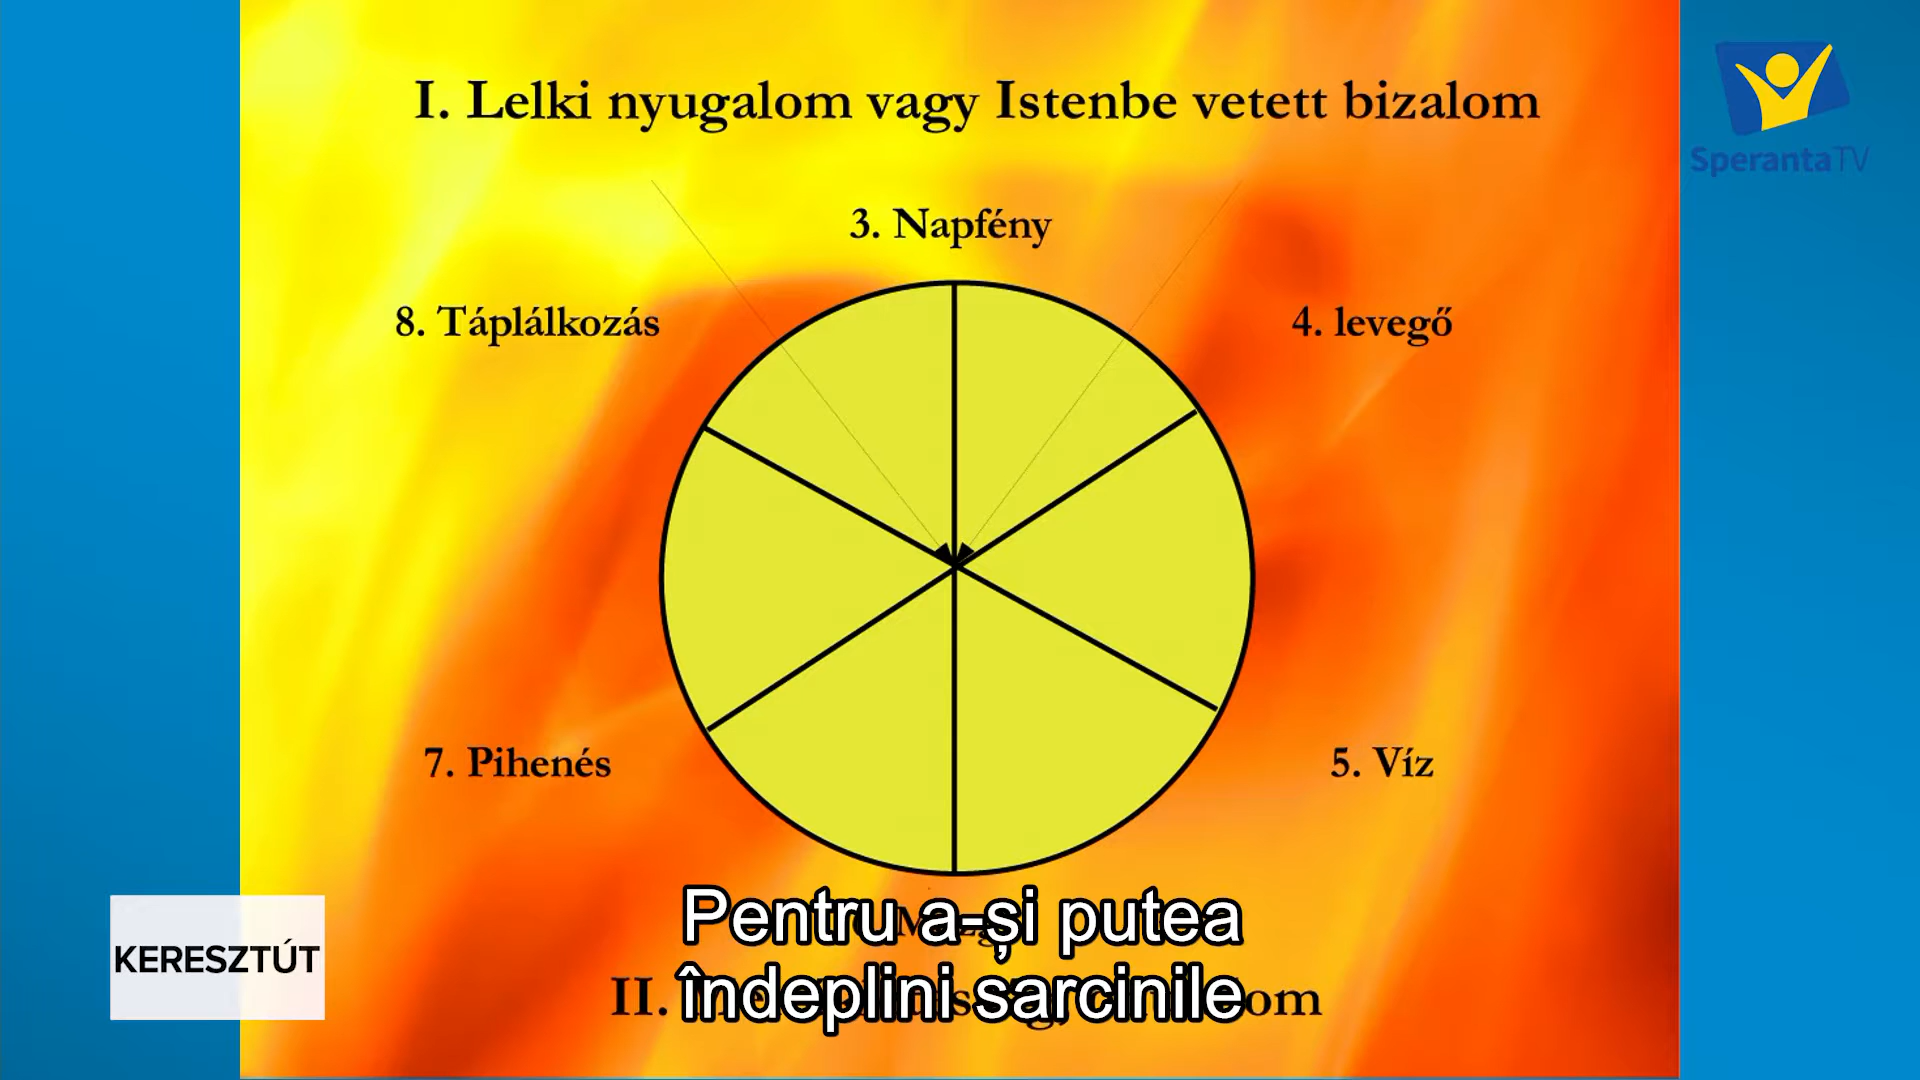 I. Lelki nyugalom vagy Istenbe vetett bizalom
SperantaTV
3. Napfény
8. Táplálkozás
4. levegő
7. Pihenés
5. Víz
Pentru a-și putea
KERESZTÚT
II.
îndeplini sarcinile